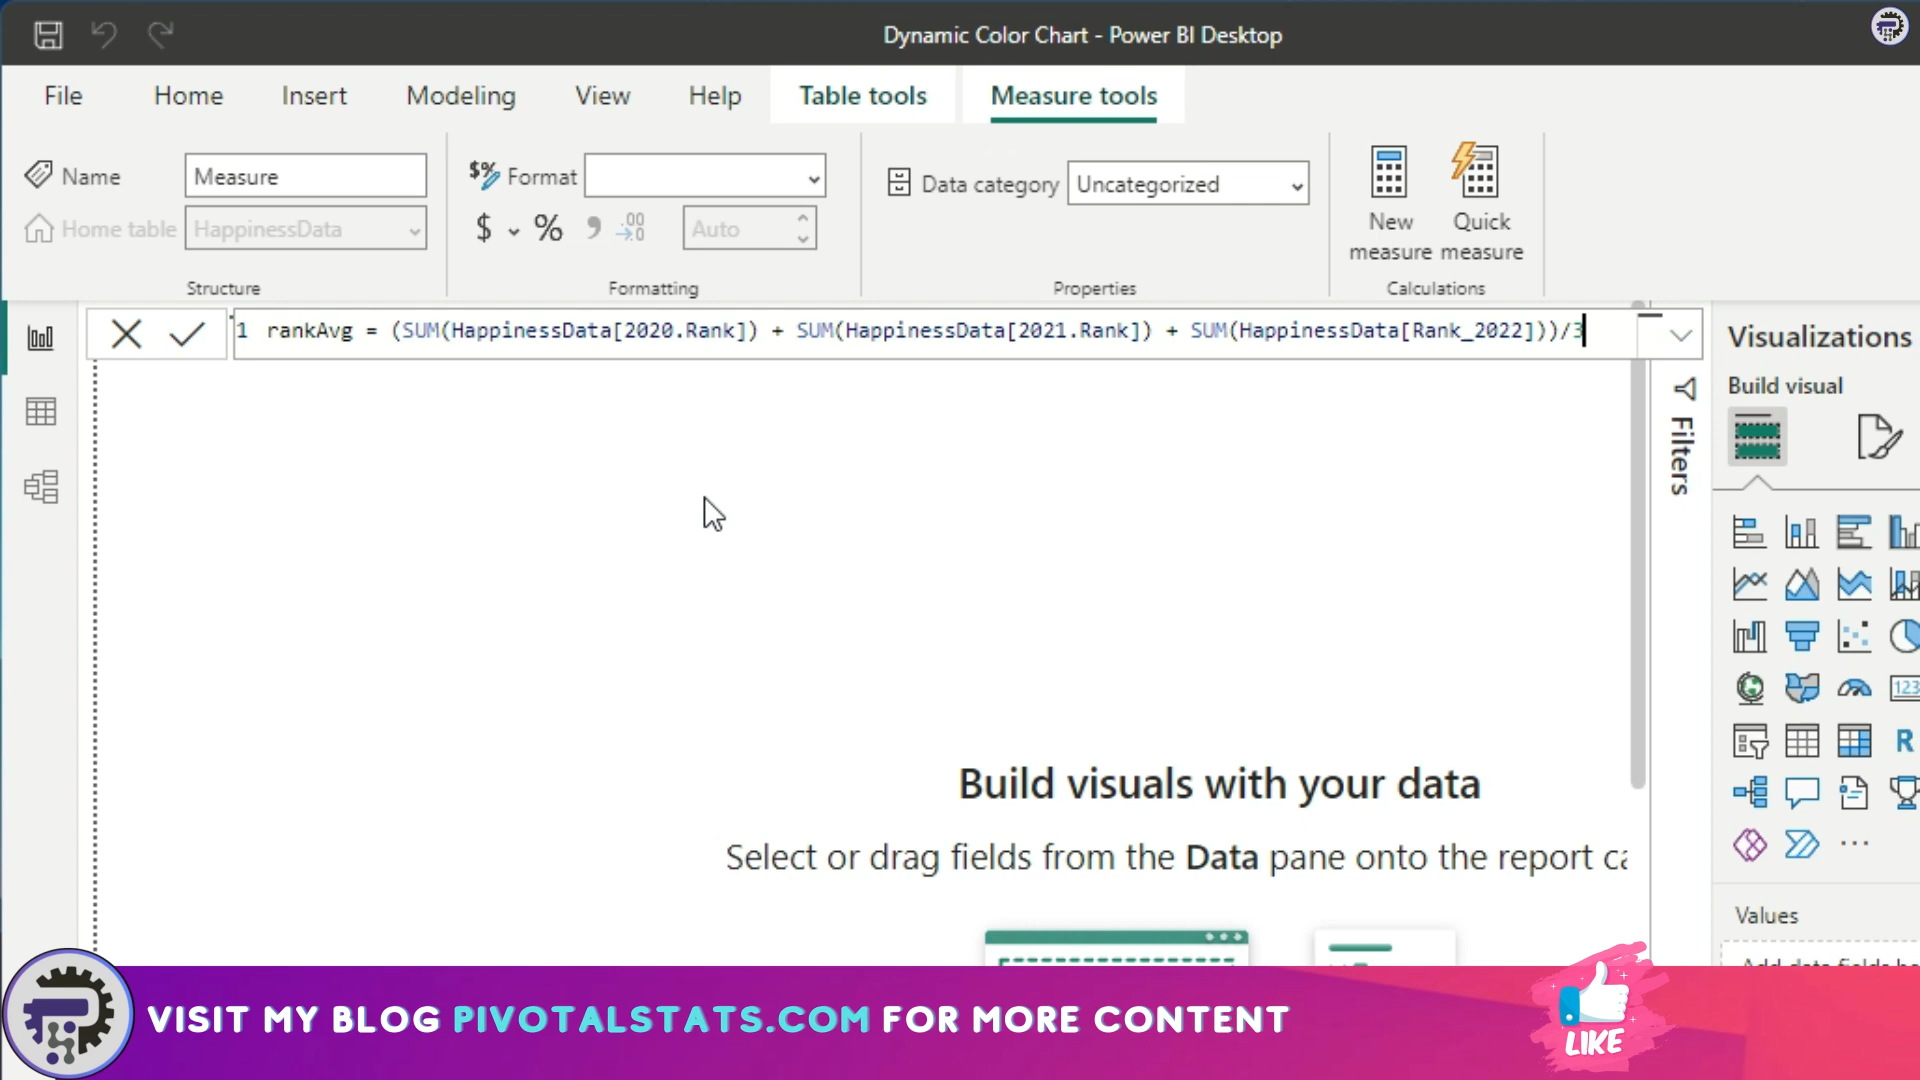 Dynamic Color Chart - Power BI Desktop
File Home Insert Modeling View Help Table tools Measure tools
Name Measure $% Format Data category Uncategorized
Home table HappinessData $ % .00 Auto
New measure Quick measure
Structure Formatting Properties Calculations
1 rankAvg = (SUM(HappinessData[2020.Rank]) + SUM(HappinessData[2021.Rank]) + SUM(HappinessData[Rank_2022]))/3
Visualizations
Build visual
Filters
123
R
Build visuals with your data
Select or drag fields from the Data pane onto the report
Values
VISIT MY BLOG PIVOTALSTATS.COM FOR MORE CONTENT
LIKE